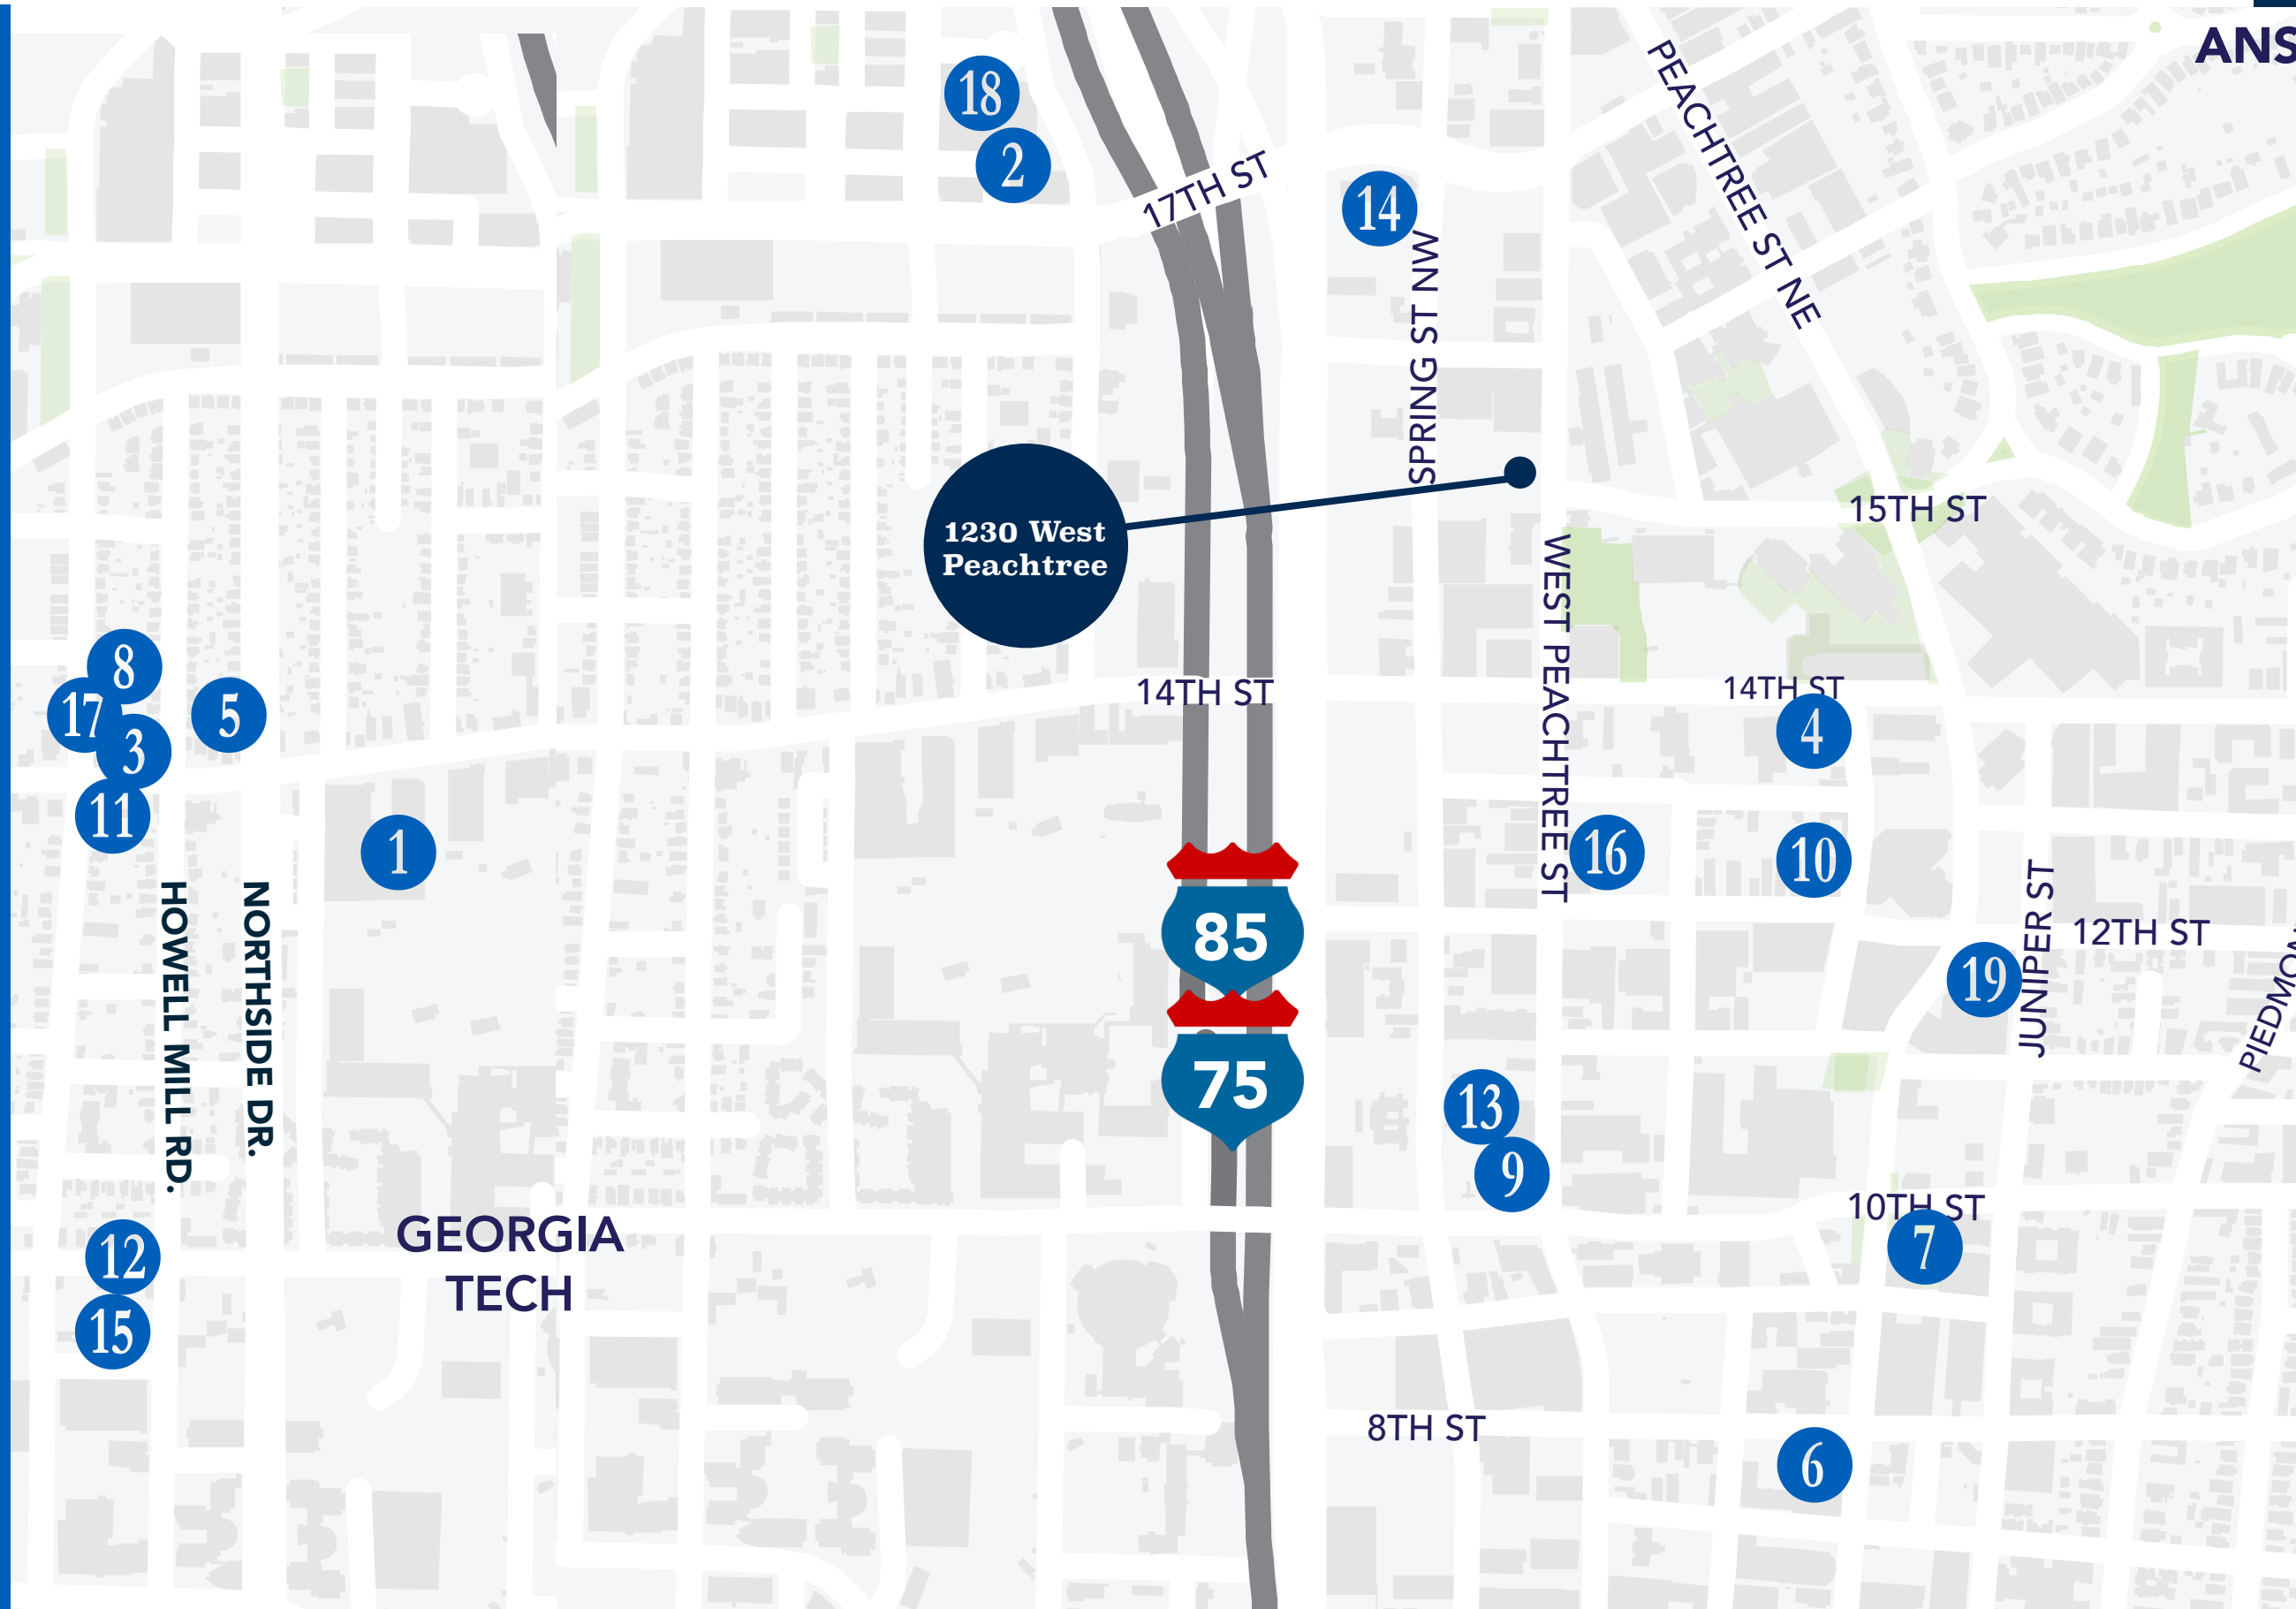 ANS
PEACHTREE ST NE
18
2
17TH ST
14
SPRING ST NW
1230 West
Peachtree
15TH ST
WEST PEACHTREE ST
8
17
5
3
11
14TH ST
14TH ST
4
1
16
10
HOWELL MILL RD.
NORTHSIDE DR.
85
75
12TH ST
19
JUNIPER ST
PIEDMON
13
9
10TH ST
7
12
15
GEORGIA
TECH
8TH ST
6